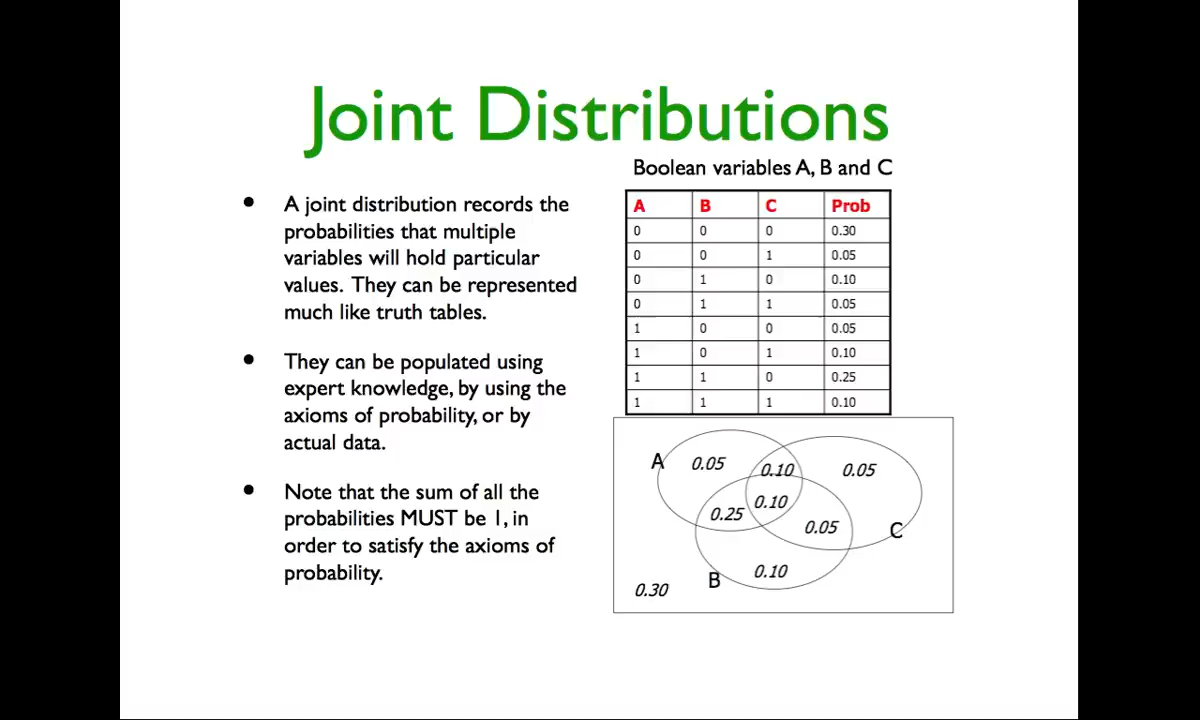 Joint Distributions
Boolean variables A, B and C
• A joint distribution records the
probabilities that multiple
variables will hold particular
values. They can be represented
much like truth tables.
• They can be populated using
expert knowledge, by using the
axioms of probability, or by
actual data.
• Note that the sum of all the
probabilities MUST be 1, in
order to satisfy the axioms of
probability.
A B C Prob
0 0 0 0.30
0 0 1 0.05
0 1 0 0.10
0 1 1 0.05
1 0 0 0.05
1 0 1 0.10
1 1 0 0.25
1 1 1 0.10
A 0.05 0.10 0.05
0.25 0.10
0.05 C
B 0.10
0.30